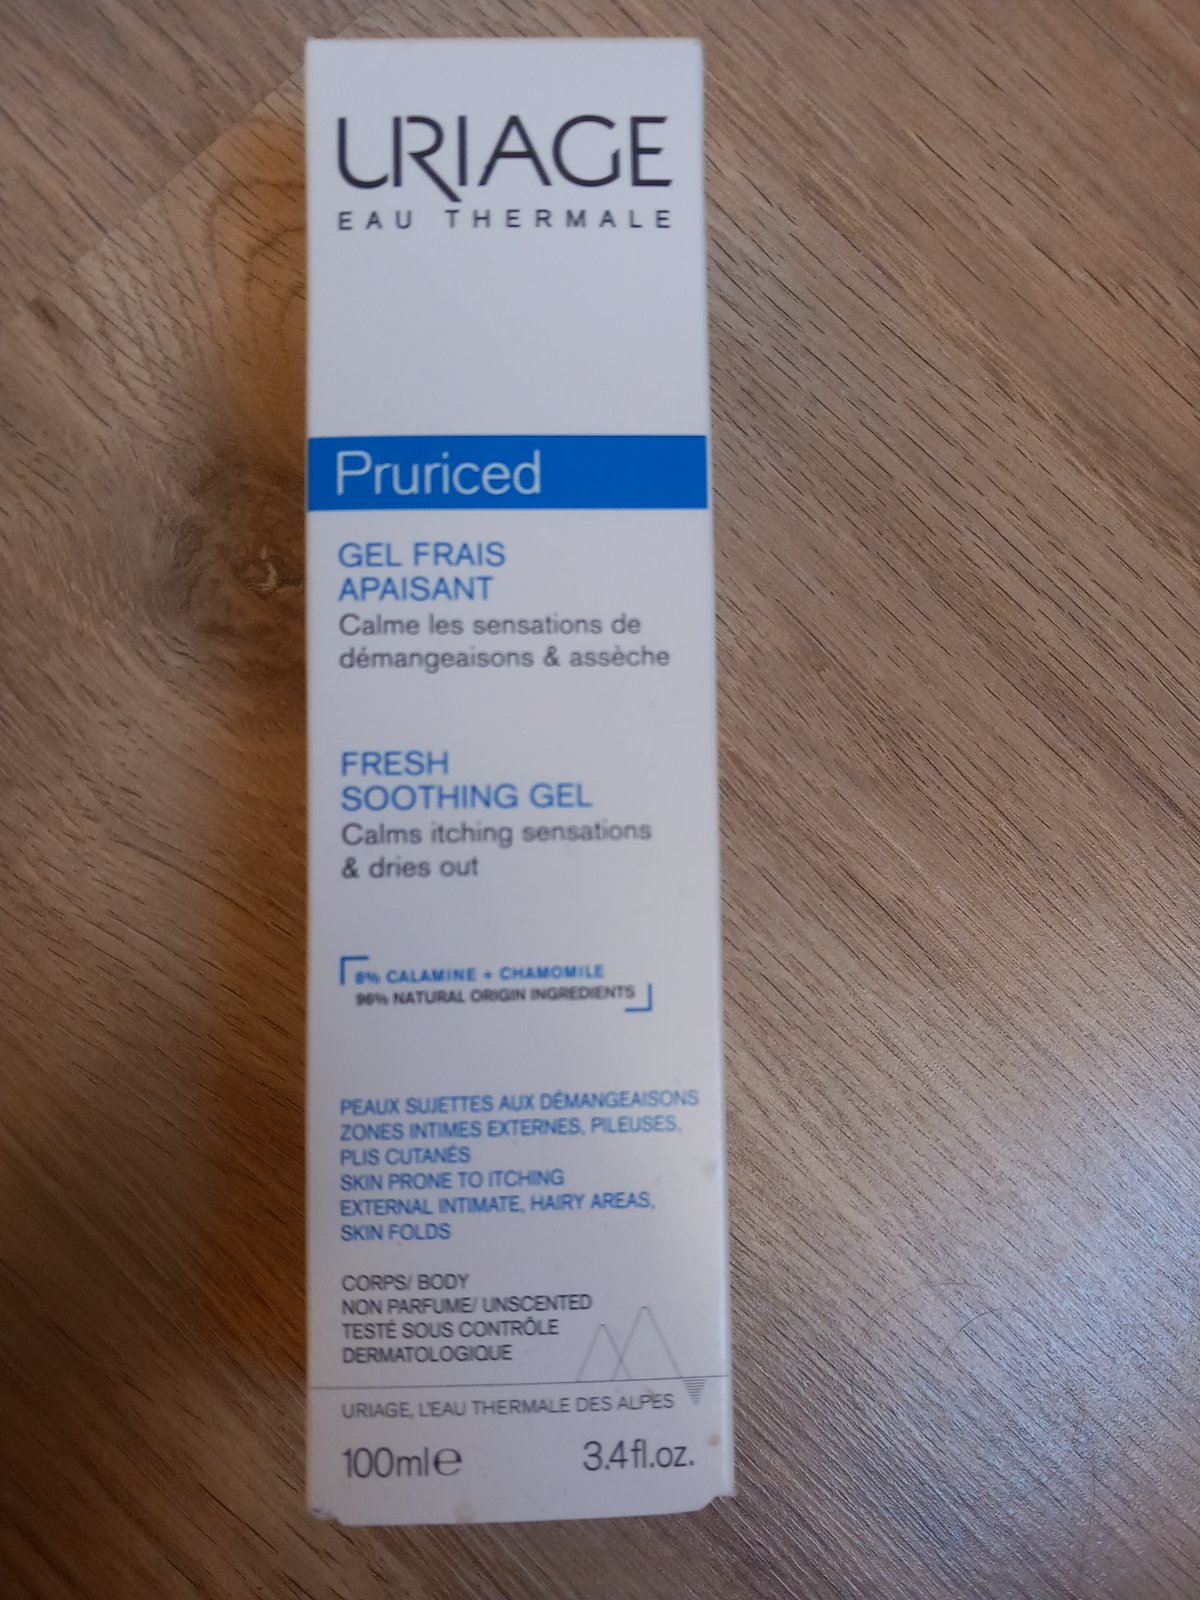 URIAGE
EAU THERMALE
Pruriced
GEL FRAIS
APAISANT
Calme les sensations de
démangeaisons & assèche
FRESH
SOOTHING GEL
Calms itching sensations
& dries out
8% CALAMINE + CHAMOMILE
96% NATURAL ORIGIN INGREDIENTS
PEAUX SUJETTES AUX DÉMANGEAISONS
ZONES INTIMES EXTERNES, PILEUSES,
PLIS CUTANÉS
SKIN PRONE TO ITCHING
EXTERNAL INTIMATE, HAIRY AREAS,
SKIN FOLDS
CORPS/ BODY
NON PARFUME/ UNSCENTED
TESTÉ SOUS CONTRÔLE
DERMATOLOGIQUE
URIAGE, L'EAU THERMALE DES ALPES
100ml℮ 3.4fl.oz.